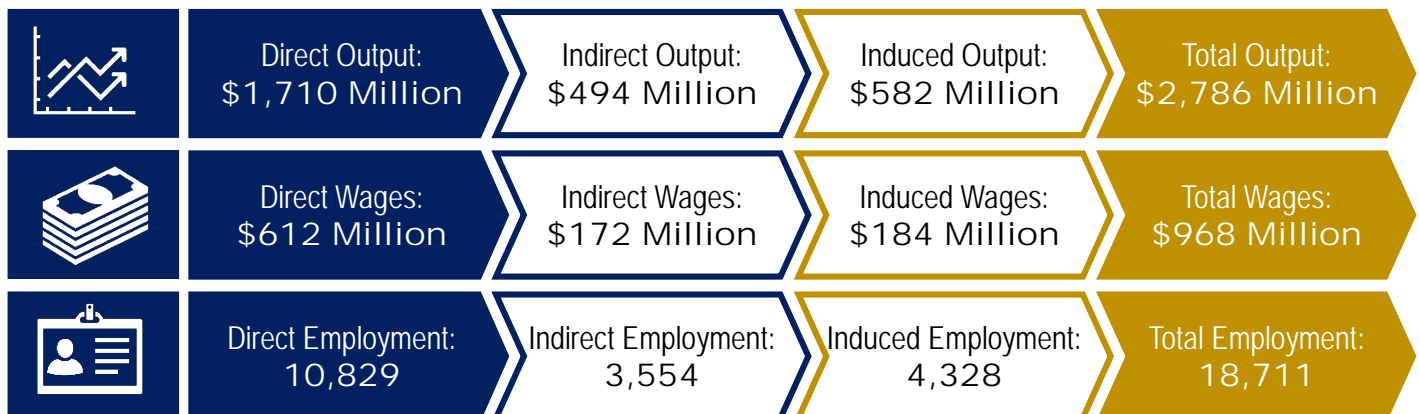 Direct Output:
$1,710 Million
Indirect Output:
$494 Million
Induced Output:
$582 Million
Total Output:
$2,786 Million
Direct Wages:
$612 Million
Indirect Wages:
$172 Million
Induced Wages:
$184 Million
Total Wages:
$968 Million
Direct Employment:
10,829
Indirect Employment:
3,554
Induced Employment:
4,328
Total Employment:
18,711